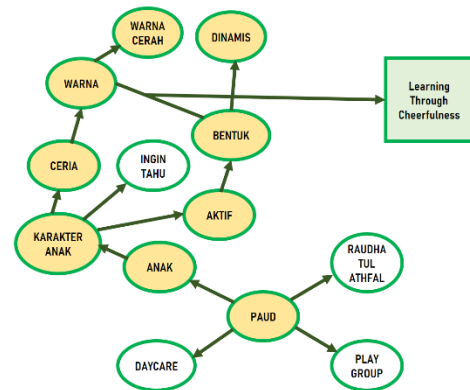 WARNA
CERAH
DINAMIS
WARNA
Learning
Through
Cheerfulness
BENTUK
CERIA
INGIN
TAHU
AKTIF
KARAKTER
ANAK
ANAK
RAUDHA
TUL
ATHFAL
PAUD
DAYCARE
PLAY
GROUP